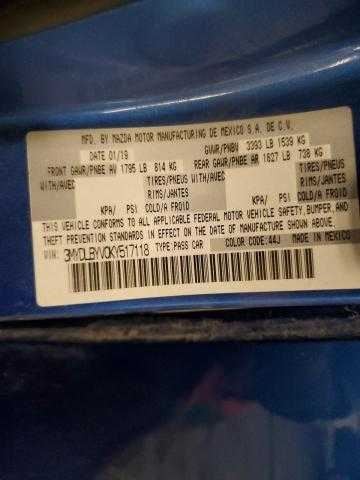 MFD. BY MAZDA MOTOR MANUFACTURING DE MEXICO S.A. DE C.V.
DATE 01/19 GVWR/PNBV 3393 LB 1539 KG
FRONT GAWR/PNBE AV 1795 LB 814 KG REAR GAWR/PNBE AR 1627 LB 738 KG
WITH/AVEC TIRES/PNEUS WITH/AVEC TIRES/PNEUS
RIMS/JANTES RIMS/JANTES
KPA/ PSI COLD/A FROID KPA/ PSI COLD/A FROID
THIS VEHICLE CONFORMS TO ALL APPLICABLE FEDERAL MOTOR VEHICLE SAFETY, BUMPER, AND
THEFT PREVENTION STANDARDS IN EFFECT ON THE DATE OF MANUFACTURE SHOWN ABOVE.
VIN: 3MYDLBYV0KY517118 TYPE: PASS CAR COLOR CODE: 44J MADE IN MEXICO